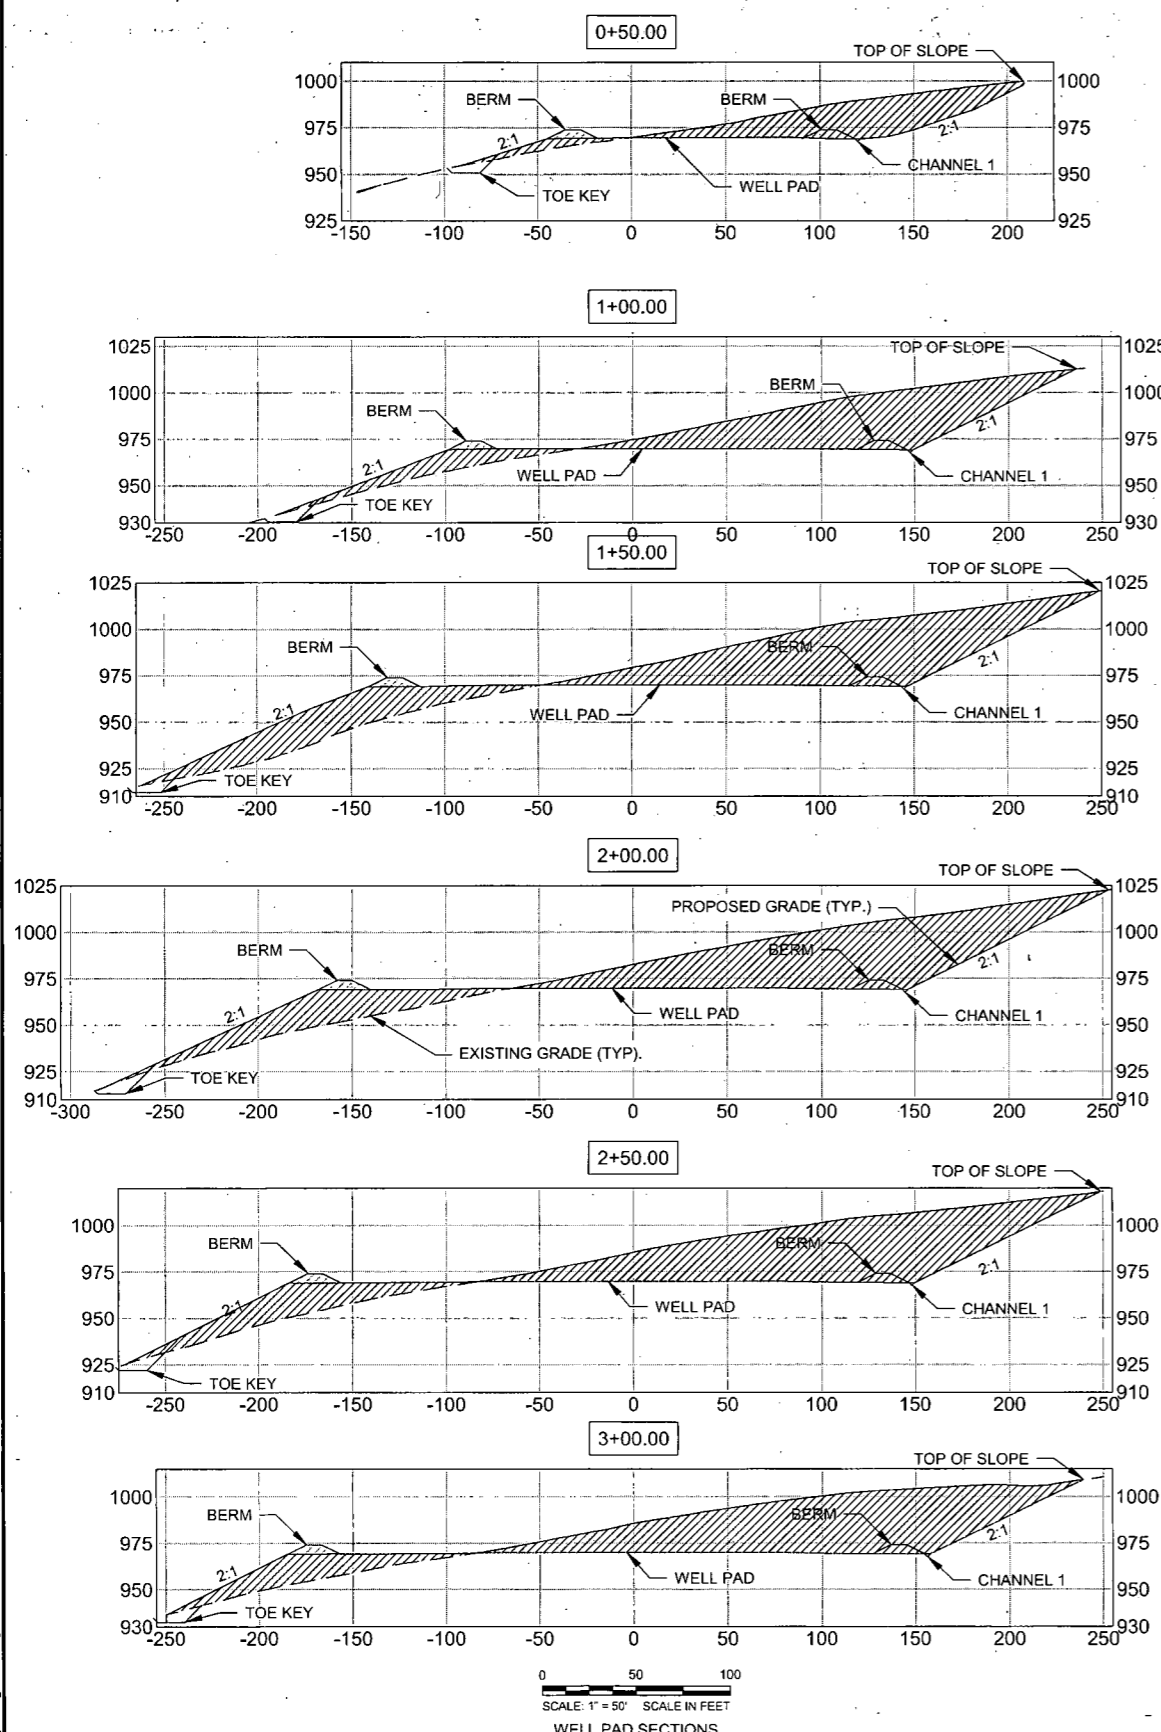 0+50.00
TOP OF SLOPE
1000
1000
BERM
BERM
975
2:1
2:1
975
CHANNEL 1
950
TOE KEY
WELL PAD
950
925
925
-150 -100 -50 0 50 100 150 200
1+00.00
1025
TOP OF SLOPE
1025
BERM
1000
1000
BERM
975
2:1
975
2:1
WELL PAD
CHANNEL 1
950
TOE KEY
950
930
930
-250 -200 -150 -100 -50 0 50 100 150 200 250
1+50.00
TOP OF SLOPE
1025
1025
1000
1000
BERM
BERM
2:1
975
975
2:1
WELL PAD
CHANNEL 1
950
950
925
925
TOE KEY
910
910
-250 -200 -150 -100 -50 0 50 100 150 200 250
2+00.00
TOP OF SLOPE
1025
1025
PROPOSED GRADE (TYP.)
1000
1000
BERM
BERM
2:1
975
975
2:1
WELL PAD
CHANNEL 1
950
950
EXISTING GRADE (TYP).
925
TOE KEY
925
910
910
-300 -250 -200 -150 -100 -50 0 50 100 150 200 250
2+50.00
TOP OF SLOPE
1000
1000
BERM
BERM
975
2:1
975
2:1
WELL PAD
CHANNEL 1
950
950
925
925
TOE KEY
910
910
-250 -200 -150 -100 -50 0 50 100 150 200 250
3+00.00
TOP OF SLOPE
1000
1000
BERM
BERM
975
2:1
975
2:1
WELL PAD
CHANNEL 1
950
950
TOE KEY
930
930
-250 -200 -150 -100 -50 0 50 100 150 200 250
0 50 100
SCALE: 1" = 50' SCALE IN FEET
WELL PAD SECTIONS